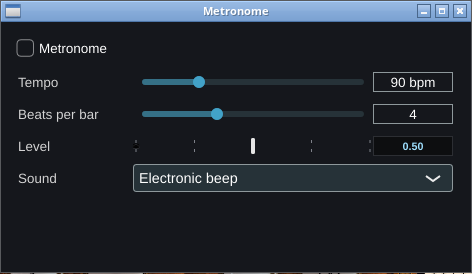 Metronome
Metronome
Tempo 90 bpm
Beats per bar 4
Level 0.50
Sound Electronic beep